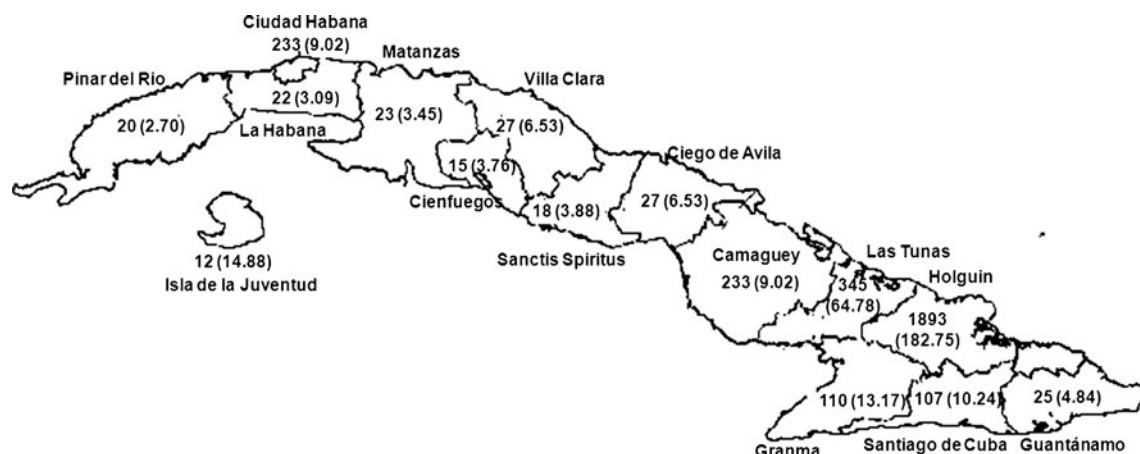 Ciudad Habana
233 (9.02)
Matanzas
Pinar del Rio
Villa Clara
22 (3.09)
23 (3.45)
20 (2.70)
27 (6.53)
La Habana
Ciego de Avila
15 (3.76)
Cienfuegos
18 (3.88)
27 (6.53)
Camaguey
Las Tunas
12 (14.88)
Sanctis Spiritus
Isla de la Juventud
233 (9.02)
345
(64.78)
Holguin
1893
(182.75)
110 (13.17)
107 (10.24)
25 (4.84)
Granma
Santiago de Cuba
Guantánamo